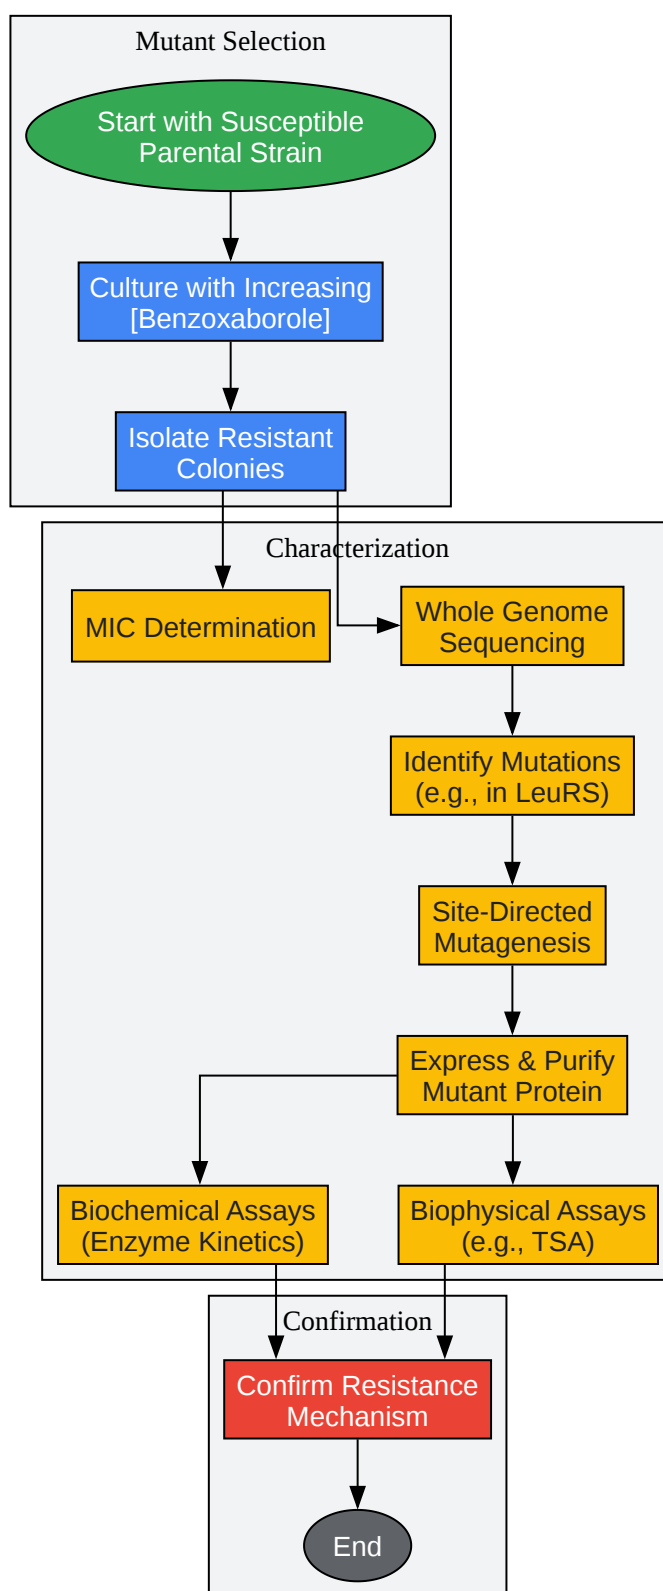 Mutant Selection
Start with Susceptible
Parental Strain
Culture with Increasing
[Benzoxaborole]
Isolate Resistant
Colonies
Characterization
MIC Determination
Whole Genome
Sequencing
Identify Mutations
(e.g., in LeuRS)
Site-Directed
Mutagenesis
Express & Purify
Mutant Protein
Biochemical Assays
(Enzyme Kinetics)
Biophysical Assays
(e.g., TSA)
Confirmation
Confirm Resistance
Mechanism
End